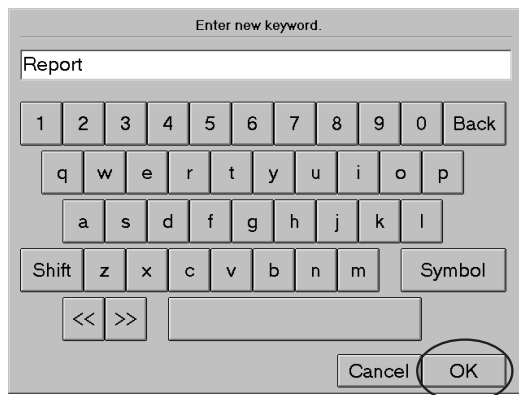 Enter new keyword.
Report
1 2 3 4 5 6 7 8 9 0 Back
q w e r t y u i o p
a s d f g h j k l
Shift z x c v b n m Symbol
<< >>
Cancel OK